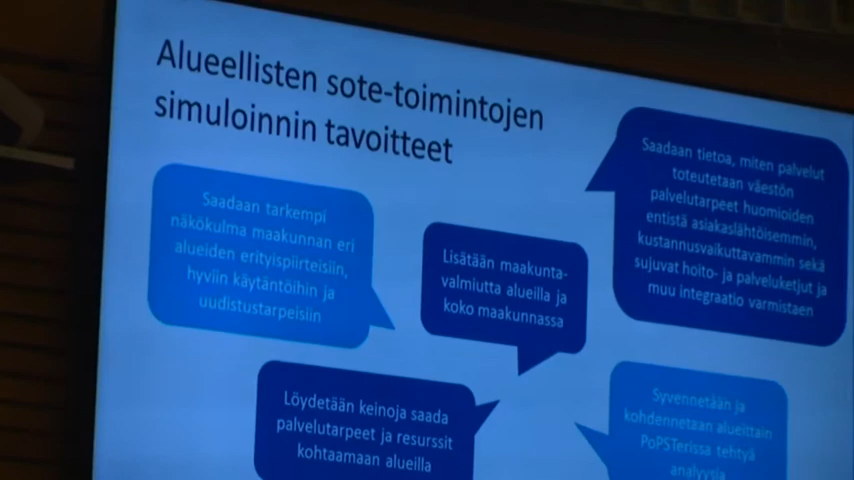 Alueellisten sote-toimintojen
simuloinnin tavoitteet
Saadaan tarkempi
näkökulma maakunnan eri
alueiden erityispiirteisiin,
hyviin käytäntöihin ja
uudistustarpeisiin
Lisätään maakunta-
valmiutta alueilla ja
koko maakunnassa
Saadaan tietoa, miten palvelut
toteutetaan väestön
palvelutarpeet huomioiden
entistä asiakaslähtöisemmin,
kustannusvaikuttavammin sekä
sujuvat hoito- ja palveluketjut ja
muu integraatio varmistaen
Löydetään keinoja saada
palvelutarpeet ja resurssit
kohtaamaan alueilla
Syvennetään ja
kohdennetaan alueittain
PoPSTerissa tehtyä
analyysia